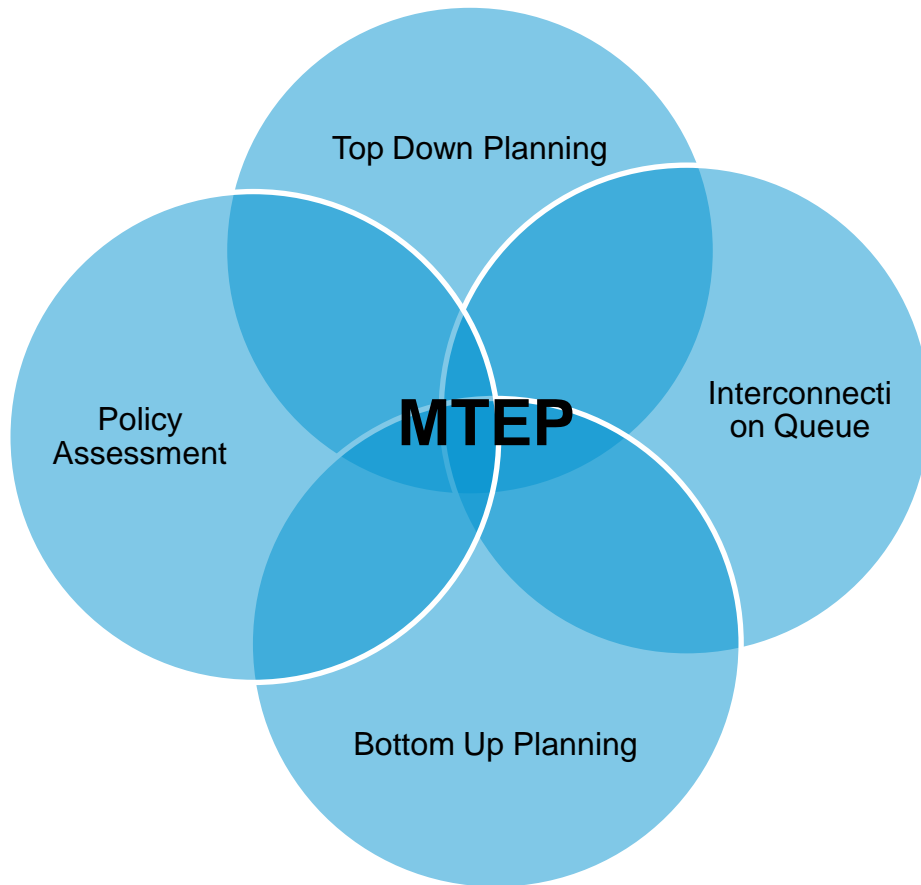 Top Down Planning
Policy
Assessment
MTEP
Interconnecti
on Queue
Bottom Up Planning